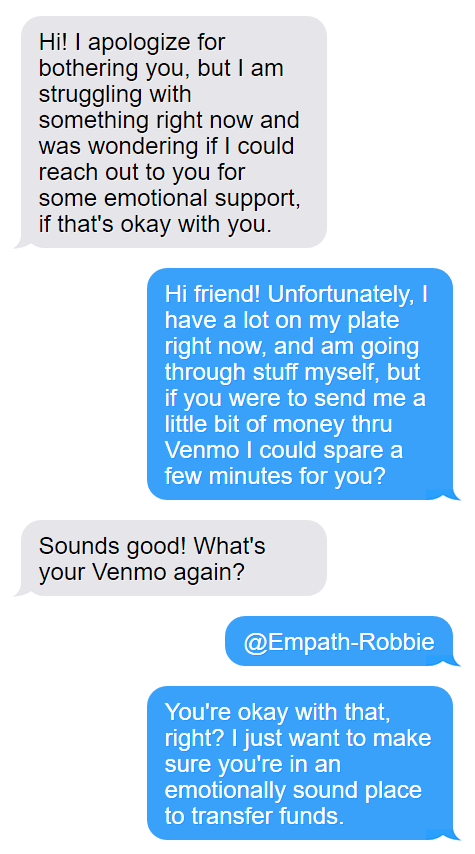 Hi! I apologize for
bothering you, but I am
struggling with
something right now and
was wondering if I could
reach out to you for
some emotional support,
if that's okay with you.
Hi friend! Unfortunately, I
have a lot on my plate
right now, and am going
through stuff myself, but
if you were to send me a
little bit of money thru
Venmo I could spare a
few minutes for you?
Sounds good! What's
your Venmo again?
@Empath-Robbie
You're okay with that,
right? I just want to make
sure you're in an
emotionally sound place
to transfer funds.